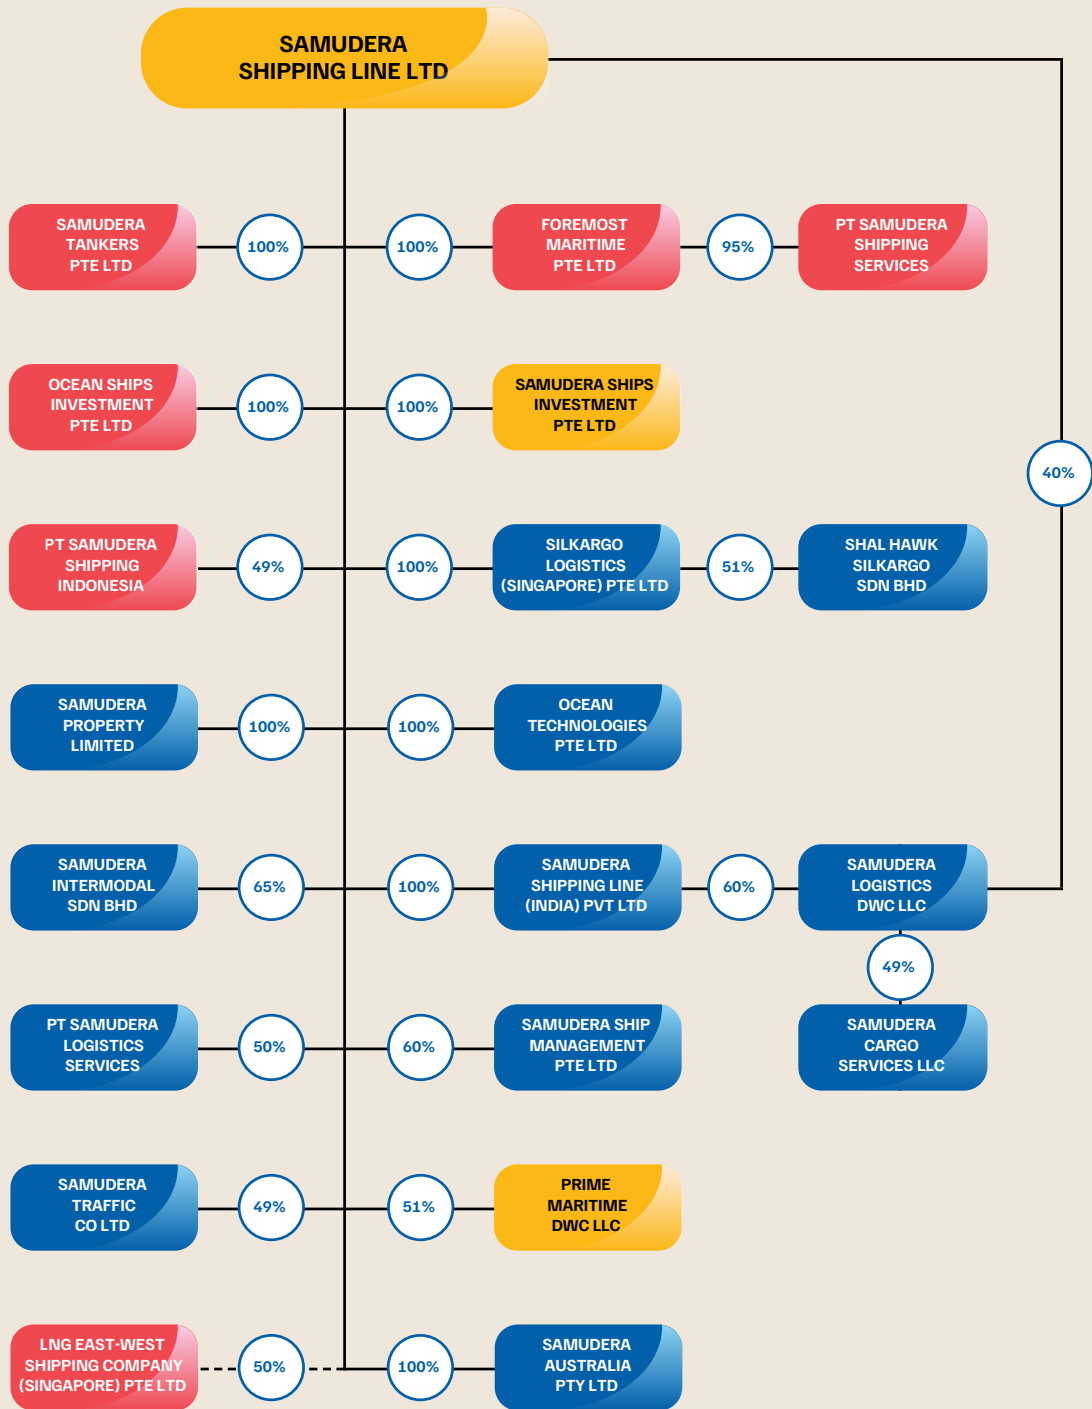 SAMUDERA
SHIPPING LINE LTD
SAMUDERA
TANKERS
PTE LTD
100%
100%
FOREMOST
MARITIME
PTE LTD
95%
PT SAMUDERA
SHIPPING
SERVICES
OCEAN SHIPS
INVESTMENT
PTE LTD
100%
100%
SAMUDERA SHIPS
INVESTMENT
PTE LTD
40%
PT SAMUDERA
SHIPPING
INDONESIA
49%
100%
SILKARGO
LOGISTICS
(SINGAPORE) PTE LTD
51%
SHAL HAWK
SILKARGO
SDN BHD
SAMUDERA
PROPERTY
LIMITED
100%
100%
OCEAN
TECHNOLOGIES
PTE LTD
SAMUDERA
INTERMODAL
SDN BHD
65%
100%
SAMUDERA
SHIPPING LINE
(INDIA) PVT LTD
60%
SAMUDERA
LOGISTICS
DWC LLC
49%
PT SAMUDERA
LOGISTICS
SERVICES
50%
60%
SAMUDERA SHIP
MANAGEMENT
PTE LTD
SAMUDERA
CARGO
SERVICES LLC
SAMUDERA
TRAFFIC
CO LTD
49%
51%
PRIME
MARITIME
DWC LLC
LNG EAST-WEST
SHIPPING COMPANY
(SINGAPORE) PTE LTD
50%
100%
SAMUDERA
AUSTRALIA
PTY LTD